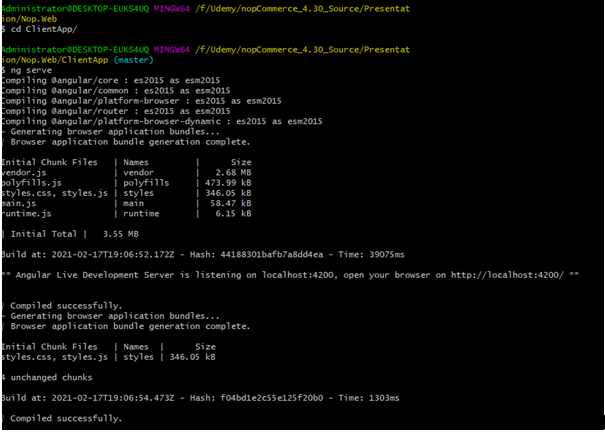 Administrator@DESKTOP-EUKS4UQ MINGW64 /f/Udemy/nopCommerce_4.30_Source/Presentat
ion/Nop.Web
$ cd ClientApp/
Administrator@DESKTOP-EUKS4UQ MINGW64 /f/Udemy/nopCommerce_4.30_Source/Presentat
ion/Nop.Web/ClientApp (master)
$ ng serve
Compiling @angular/core : es2015 as esm2015
Compiling @angular/common : es2015 as esm2015
Compiling @angular/platform-browser : es2015 as esm2015
Compiling @angular/router : es2015 as esm2015
Compiling @angular/platform-browser-dynamic : es2015 as esm2015
- Generating browser application bundles...
| Browser application bundle generation complete.
Initial Chunk Files | Names | Size
vendor.js | vendor | 2.68 MB
polyfills.js | polyfills | 473.99 kB
styles.css, styles.js | styles | 346.05 kB
main.js | main | 58.47 kB
runtime.js | runtime | 6.15 kB
| Initial Total | 3.55 MB
Build at: 2021-02-17T19:06:52.172Z - Hash: 44188301bafb7a8dd4ea - Time: 39075ms
** Angular Live Development Server is listening on localhost:4200, open your browser on http://localhost:4200/ **
| Compiled successfully.
- Generating browser application bundles...
| Browser application bundle generation complete.
Initial Chunk Files | Names | Size
styles.css, styles.js | styles | 346.05 kB
4 unchanged chunks
Build at: 2021-02-17T19:06:54.473Z - Hash: f04bd1e2c55e125f20b0 - Time: 1303ms
| Compiled successfully.